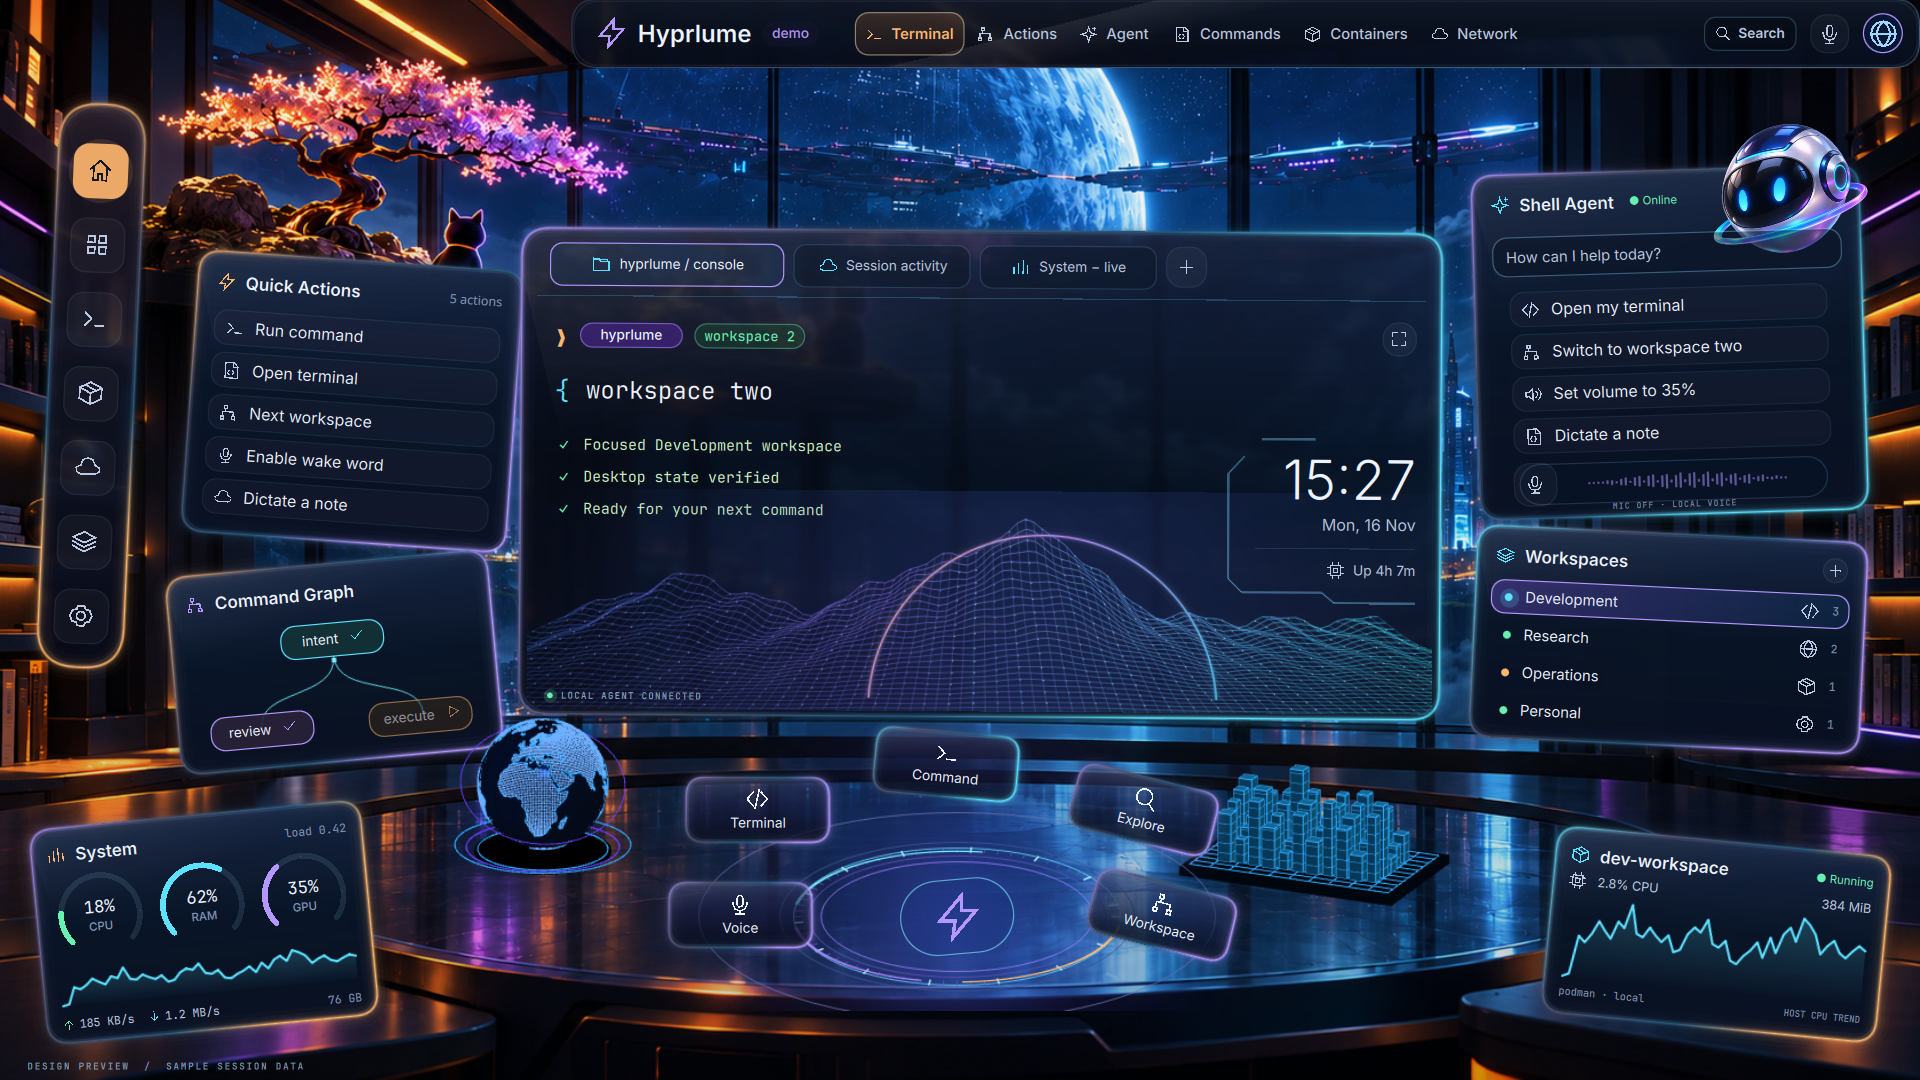 Hyprlume demo
Terminal
Actions
Agent
Commands
Containers
Network
Search
Quick Actions
5 actions
Run command
Open terminal
Next workspace
Enable wake word
Dictate a note
Command Graph
intent
review
execute
System
load 0.42
18%
CPU
62%
RAM
35%
GPU
185 KB/s
1.2 MB/s
76 GB
hyprlume / console
Session activity
System – live
hyprlume
workspace 2
{ workspace two
Focused Development workspace
Desktop state verified
Ready for your next command
15:27
Mon, 16 Nov
Up 4h 7m
LOCAL AGENT CONNECTED
Command
Terminal
Explore
Voice
Workspace
Shell Agent
Online
How can I help today?
Open my terminal
Switch to workspace two
Set volume to 35%
Dictate a note
MIC OFF · LOCAL VOICE
Workspaces
Development 3
Research 2
Operations 1
Personal 1
dev-workspace
Running
2.8% CPU
384 MiB
podman · local
HOST CPU TREND
DESIGN PREVIEW / SAMPLE SESSION DATA